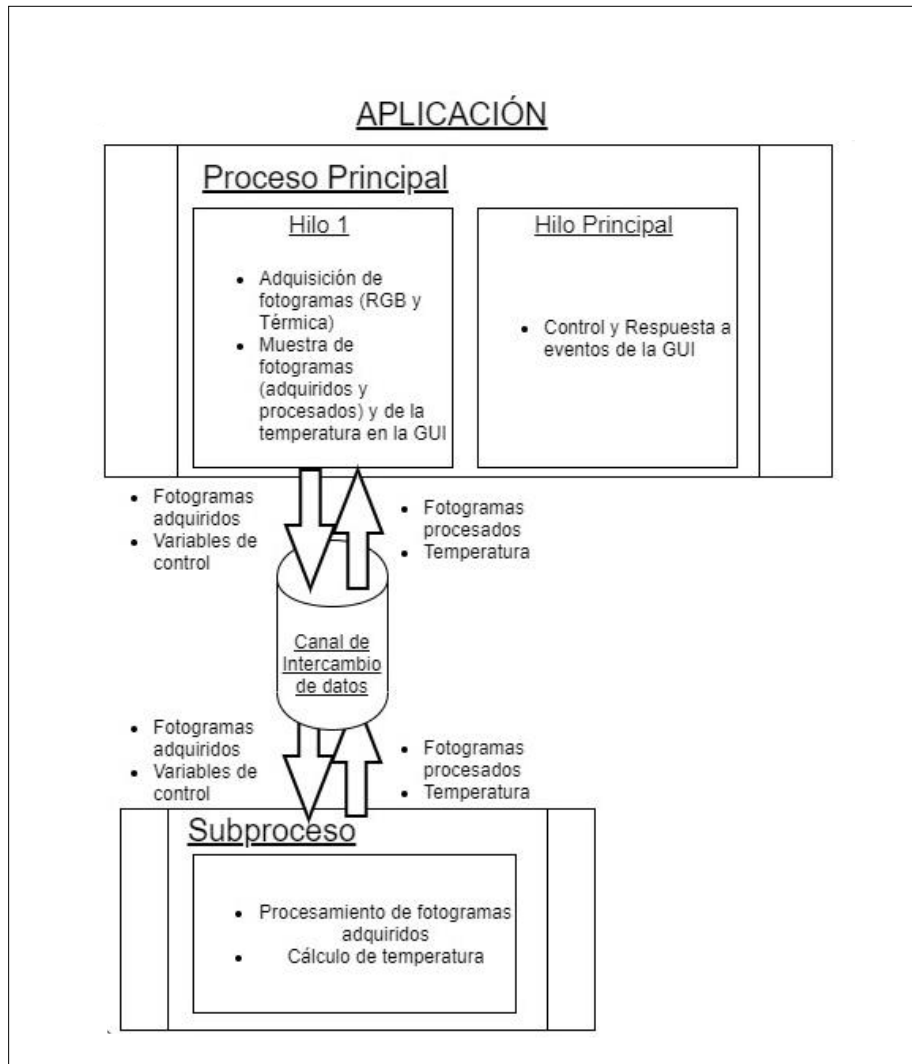 APLICACIÓN
Proceso Principal
Hilo 1
• Adquisición de
fotogramas (RGB y
Térmica)
• Muestra de
fotogramas
(adquiridos y
procesados) y de la
temperatura en la GUI
Hilo Principal
• Control y Respuesta a
eventos de la GUI
• Fotogramas
adquiridos
• Variables de
control
• Fotogramas
procesados
• Temperatura
Canal de
Intercambio
de datos
• Fotogramas
adquiridos
• Variables de
control
• Fotogramas
procesados
• Temperatura
Subproceso
• Procesamiento de fotogramas
adquiridos
• Cálculo de temperatura